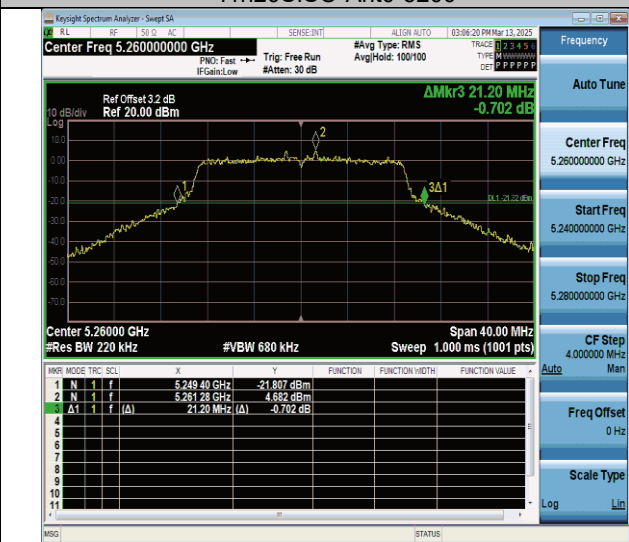 Keysight Spectrum Analyzer - Swept SA
RL RF 50 Ω AC SENSE:INT ALIGN AUTO 03:06:20 PM Mar 13, 2025
Center Freq 5.260000000 GHz
PNO: Fast
IFGain:Low
Trig: Free Run
#Atten: 30 dB
#Avg Type: RMS
Avg|Hold: 100/100
TRACE 1 2 3 4 5 6
TYPE M
DET P P P P P P
Frequency
Auto Tune
Center Freq
5.260000000 GHz
Start Freq
5.240000000 GHz
Stop Freq
5.280000000 GHz
CF Step
4.000000 MHz
Auto Man
Freq Offset
0 Hz
Scale Type
Log Lin
ΔMkr3 21.20 MHz
-0.702 dB
Ref Offset 3.2 dB
10 dB/div Ref 20.00 dBm
Log
10.0
0.00
-10.0
-20.0
-30.0
-40.0
-50.0
-60.0
-70.0
1
2
3Δ1
DL1 -21.32 dBm
Center 5.26000 GHz Span 40.00 MHz
#Res BW 220 kHz #VBW 680 kHz Sweep 1.000 ms (1001 pts)
MKR MODE TRC SCL X Y FUNCTION FUNCTION WIDTH FUNCTION VALUE
1 N 1 f 5.249 40 GHz -21.807 dBm
2 N 1 f 5.261 28 GHz 4.682 dBm
3 Δ1 1 f (Δ) 21.20 MHz (Δ) -0.702 dB
4
5
6
7
8
9
10
11
MSG STATUS